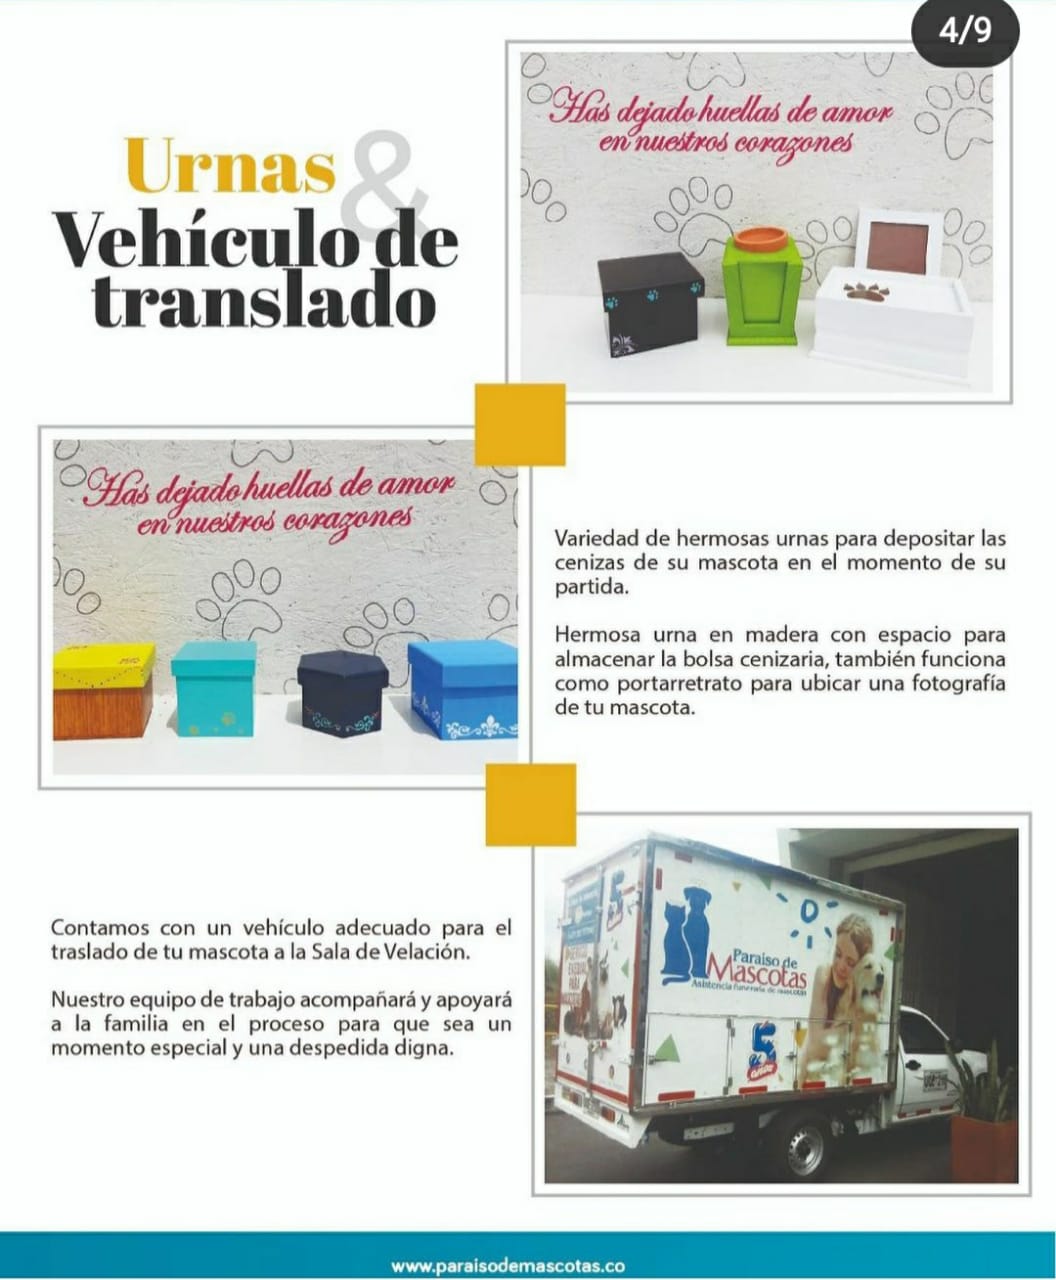 4/9
Has dejado huellas de amor
en nuestros corazones
Urnas &
Vehículo de
translado
Has dejado huellas de amor
en nuestros corazones
Variedad de hermosas urnas para depositar las
cenizas de su mascota en el momento de su
partida.
Hermosa urna en madera con espacio para
almacenar la bolsa cenizaria, también funciona
como portarretrato para ubicar una fotografía
de tu mascota.
Contamos con un vehículo adecuado para el
traslado de tu mascota a la Sala de Velación.
Nuestro equipo de trabajo acompañará y apoyará
a la familia en el proceso para que sea un
momento especial y una despedida digna.
Paraiso de
Mascotas
Asistencia funeraria de mascotas
5
años
www.paraisodemascotas.co